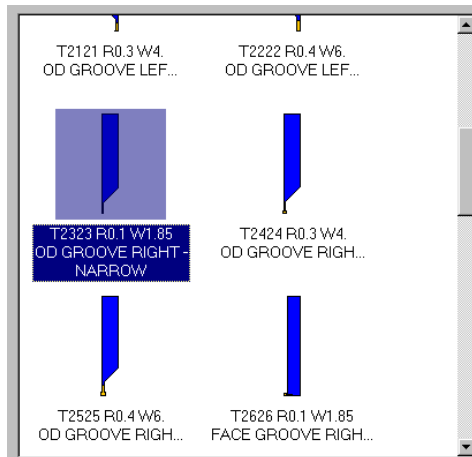 T2121 R0.3 W4.
OD GROOVE LEF...
T2222 R0.4 W6.
OD GROOVE LEF...
T2323 R0.1 W1.85
OD GROOVE RIGHT -
NARROW
T2424 R0.3 W4.
OD GROOVE RIGH...
T2525 R0.4 W6.
OD GROOVE RIGH...
T2626 R0.1 W1.85
FACE GROOVE RIGH...